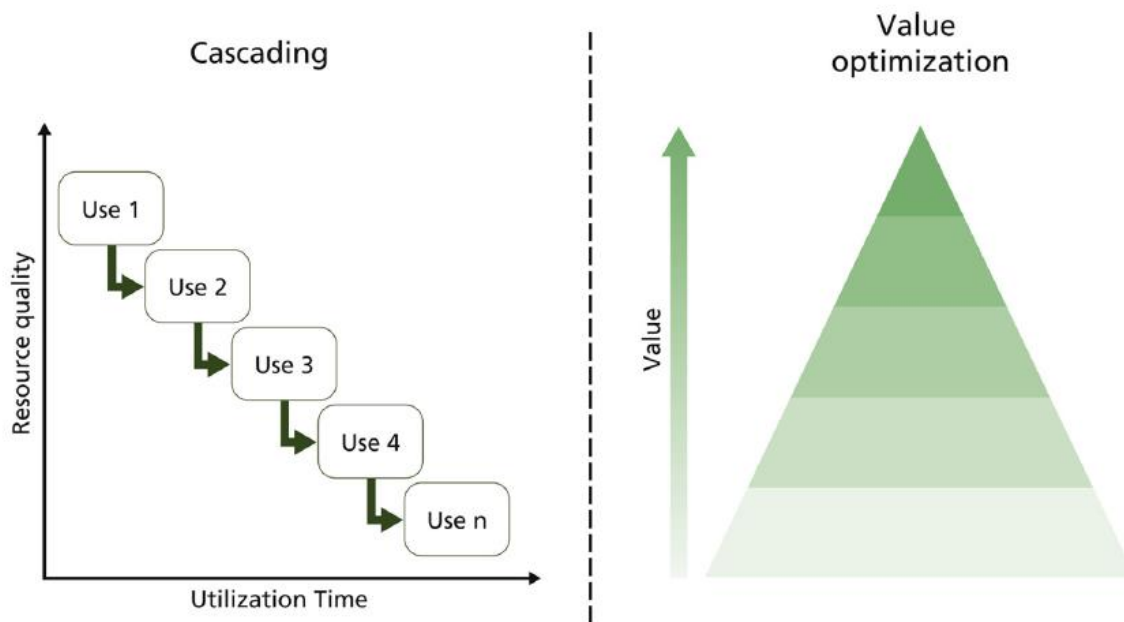 Cascading
Resource quality
Use 1
Use 2
Use 3
Use 4
Use n
Utilization Time
Value
optimization
Value